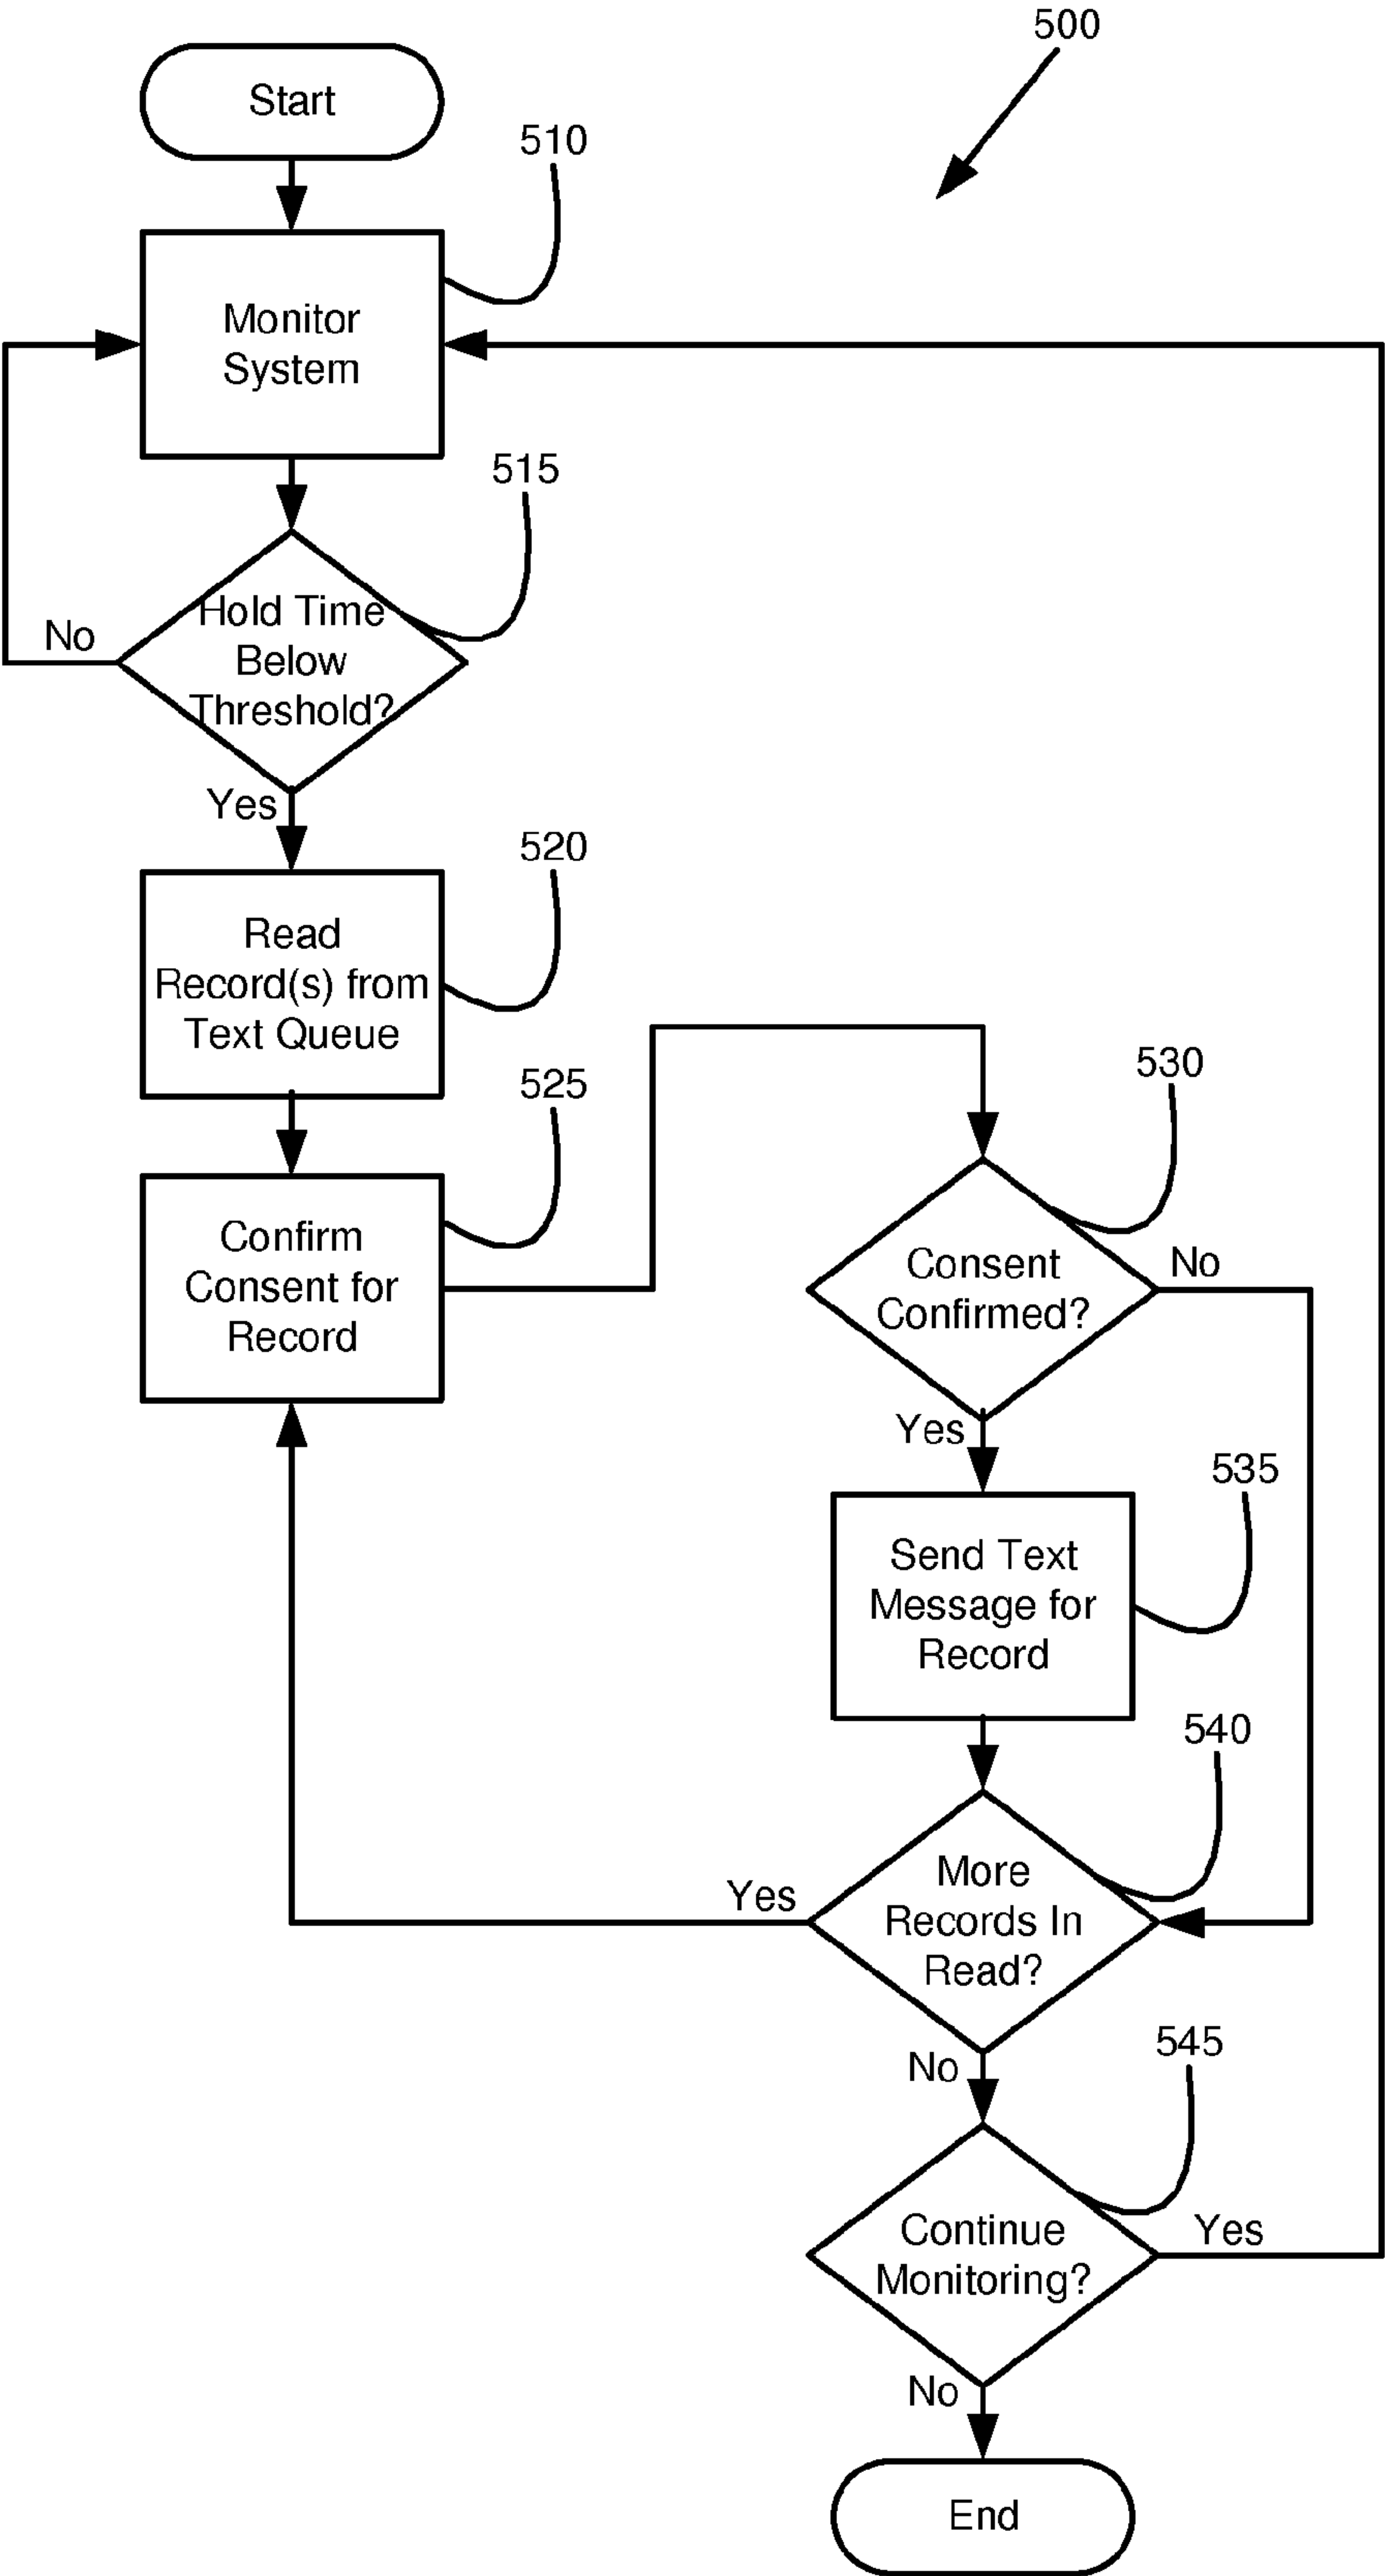 500
Start
510
Monitor
System
515
Hold Time
Below
Threshold?
No
Yes
520
Read
Record(s) from
Text Queue
525
Confirm
Consent for
Record
530
Consent
Confirmed?
No
Yes
535
Send Text
Message for
Record
540
More
Records In
Read?
Yes
No
545
Continue
Monitoring?
Yes
No
End